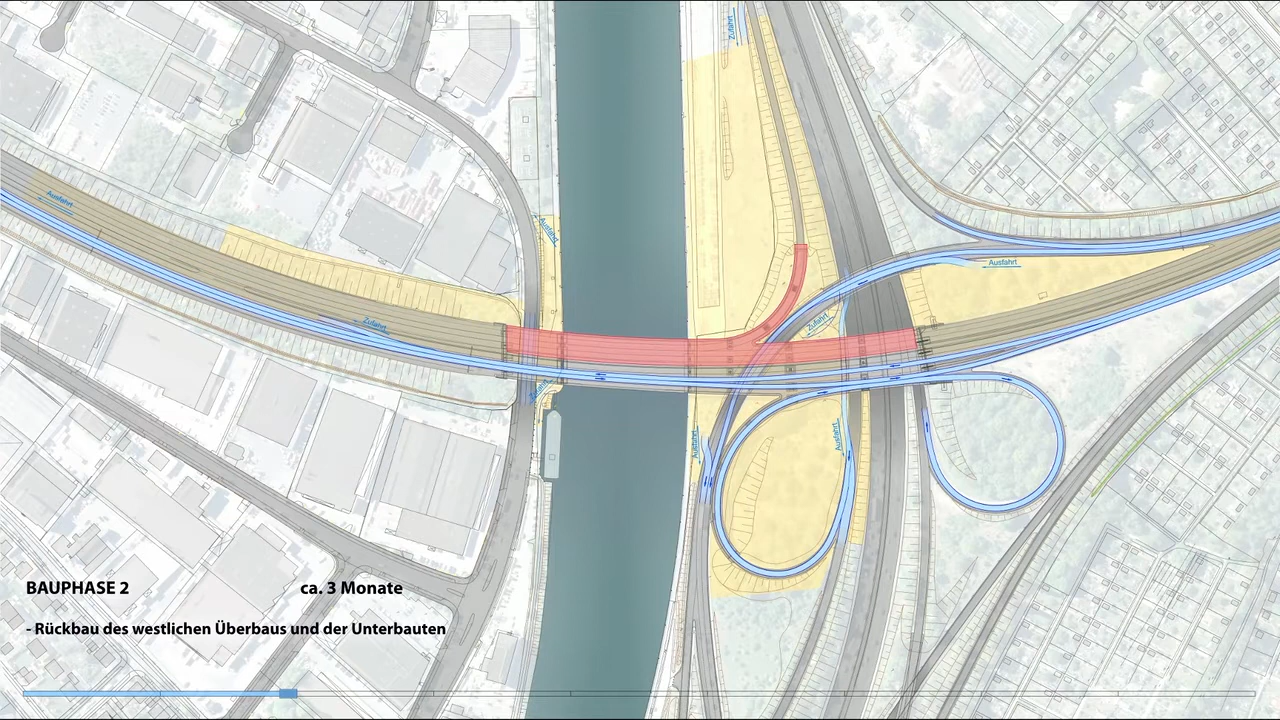 Zufahrt
Ausfahrt
Ausfahrt
Ausfahrt
Zufahrt
Zufahrt
Zufahrt
Ausfahrt
Ausfahrt
BAUPHASE 2 ca. 3 Monate
- Rückbau des westlichen Überbaus und der Unterbauten